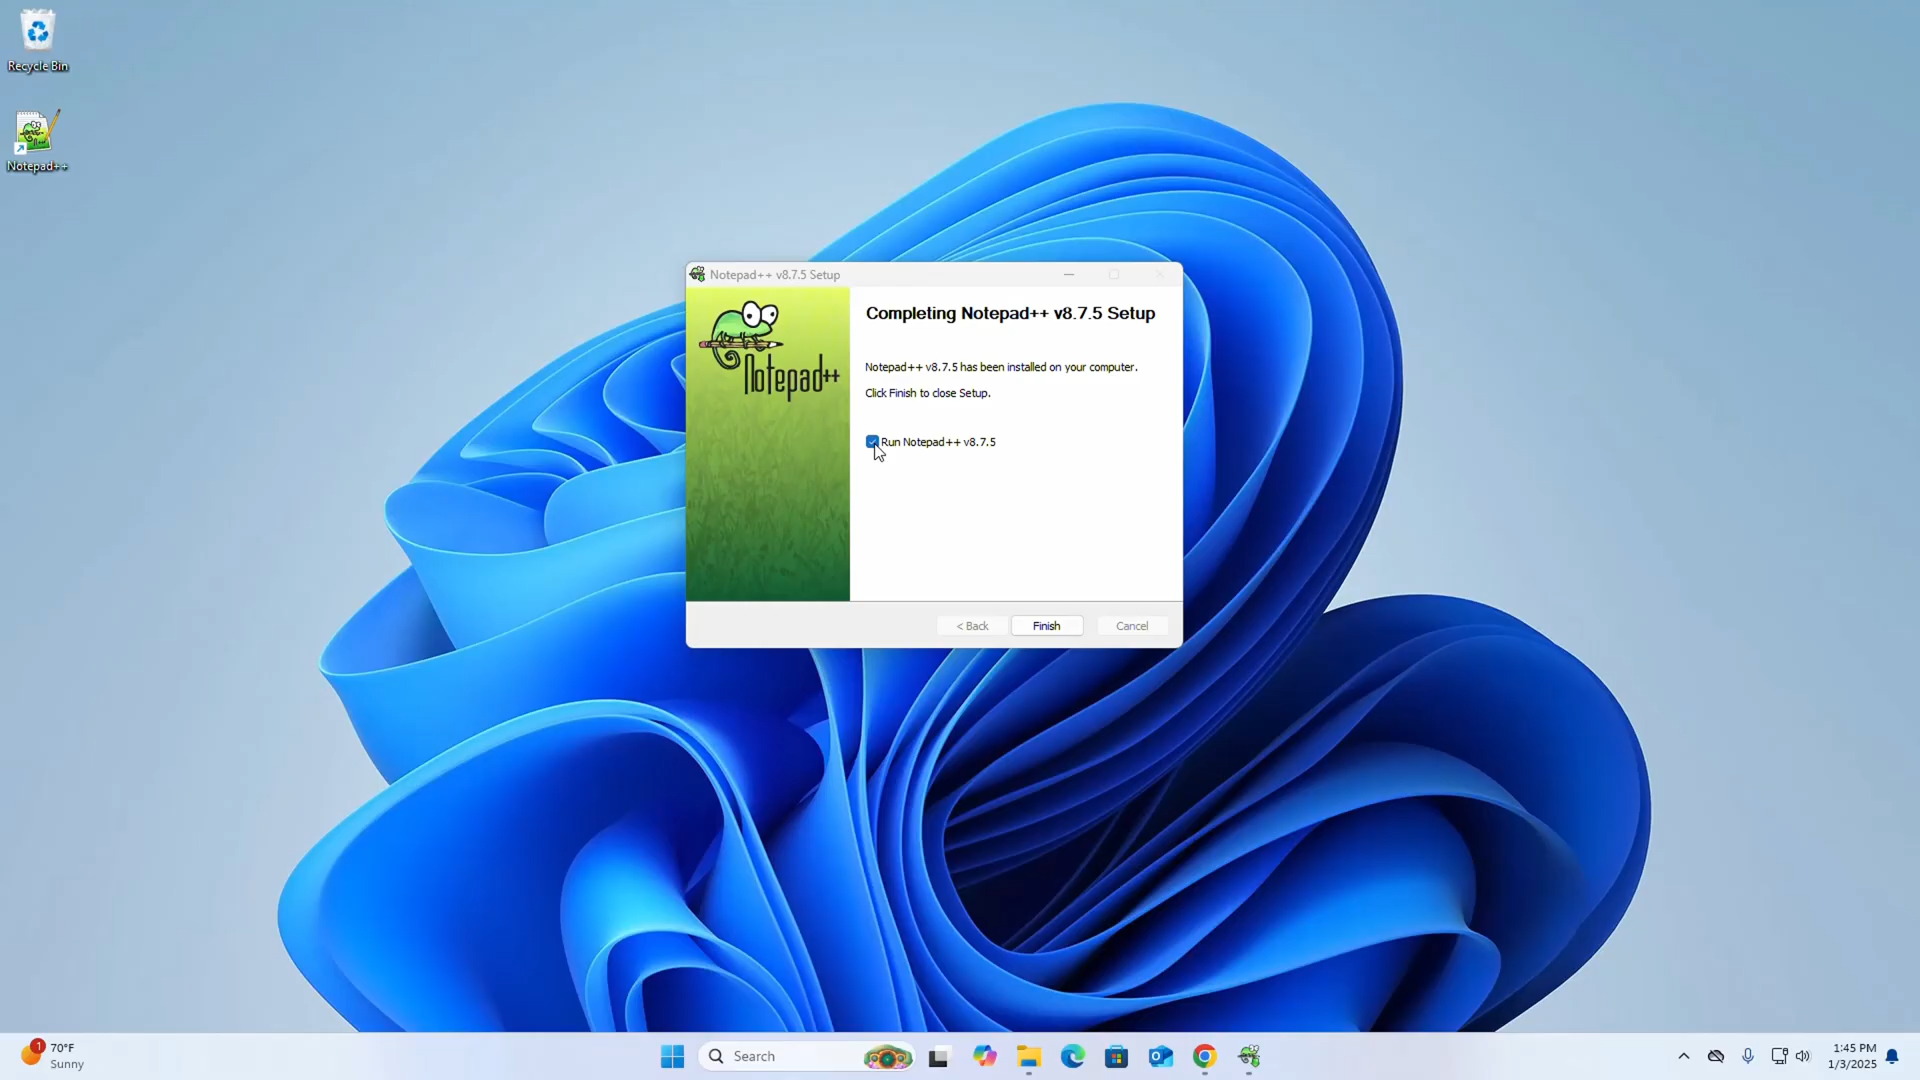 Recycle Bin
Notepad++
Notepad++ v8.7.5 Setup
Notepad++
Completing Notepad++ v8.7.5 Setup
Notepad++ v8.7.5 has been installed on your computer.
Click Finish to close Setup.
Run Notepad++ v8.7.5
< Back
Finish
Cancel
1
70°F
Sunny
Search
1:45 PM
1/3/2025